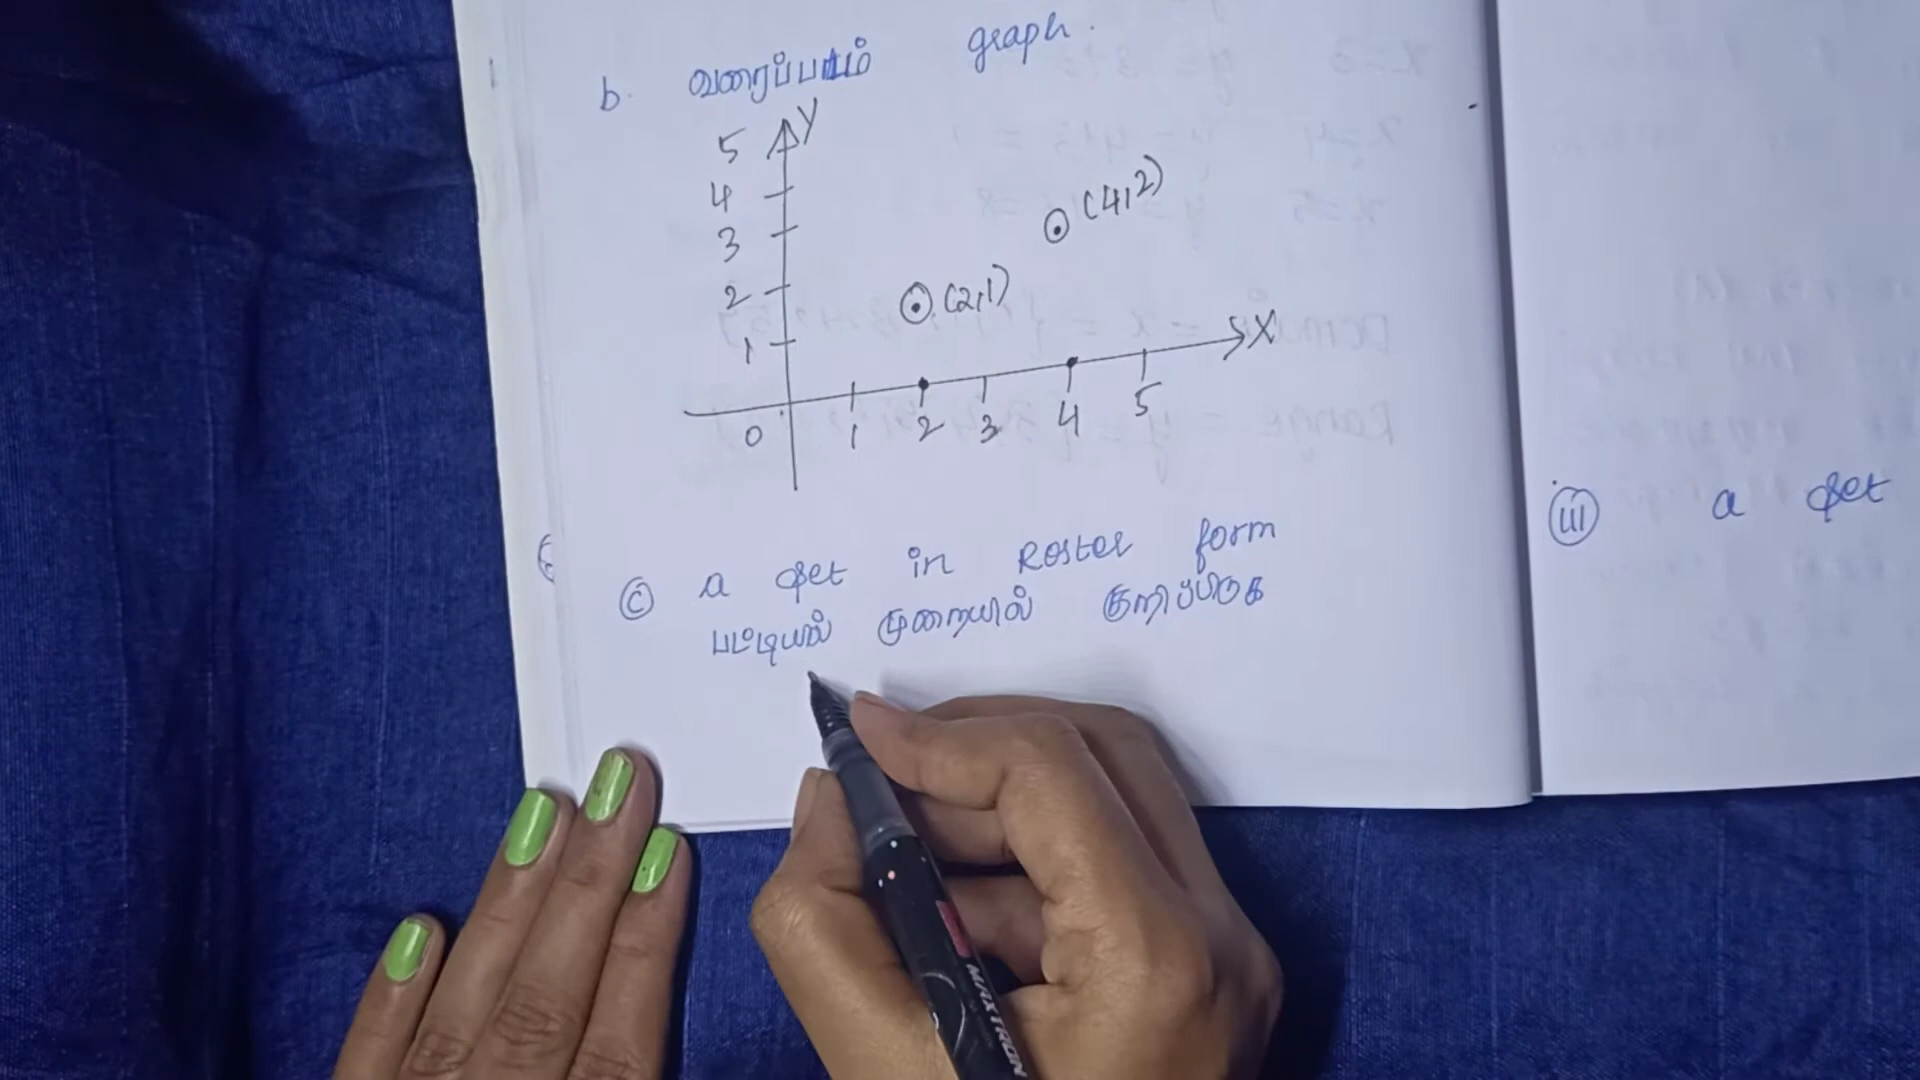 b. வரைப்படம் graph.
Y
5
4
3
2
1
(4,2)
(2,1)
X
0 1 2 3 4 5
c a set in Roster form
பட்டியல் முறையில் குறிப்பிடுக
iii a set
MAXTRON